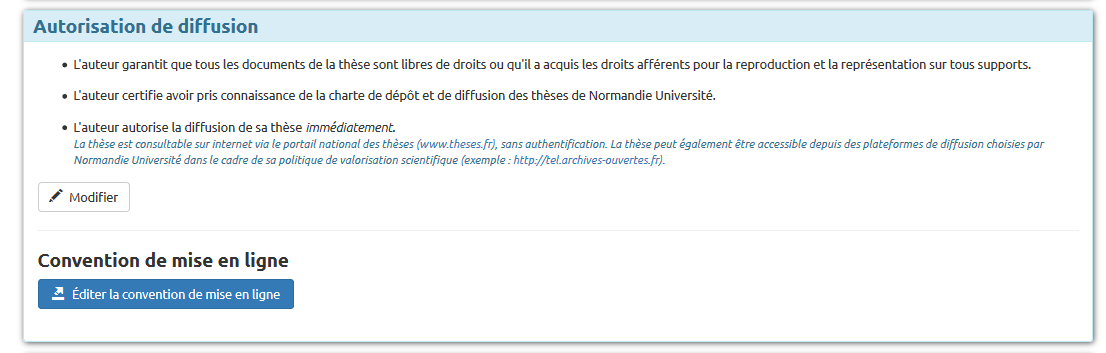 Autorisation de diffusion
• L'auteur garantit que tous les documents de la thèse sont libres de droits ou qu'il a acquis les droits afférents pour la reproduction et la représentation sur tous supports.
• L'auteur certifie avoir pris connaissance de la charte de dépôt et de diffusion des thèses de Normandie Université.
• L'auteur autorise la diffusion de sa thèse immédiatement.
La thèse est consultable sur internet via le portail national des thèses (www.theses.fr), sans authentification. La thèse peut également être accessible depuis des plateformes de diffusion choisies par
Normandie Université dans le cadre de sa politique de valorisation scientifique (exemple : http://tel.archives-ouvertes.fr).
Modifier
Convention de mise en ligne
Éditer la convention de mise en ligne